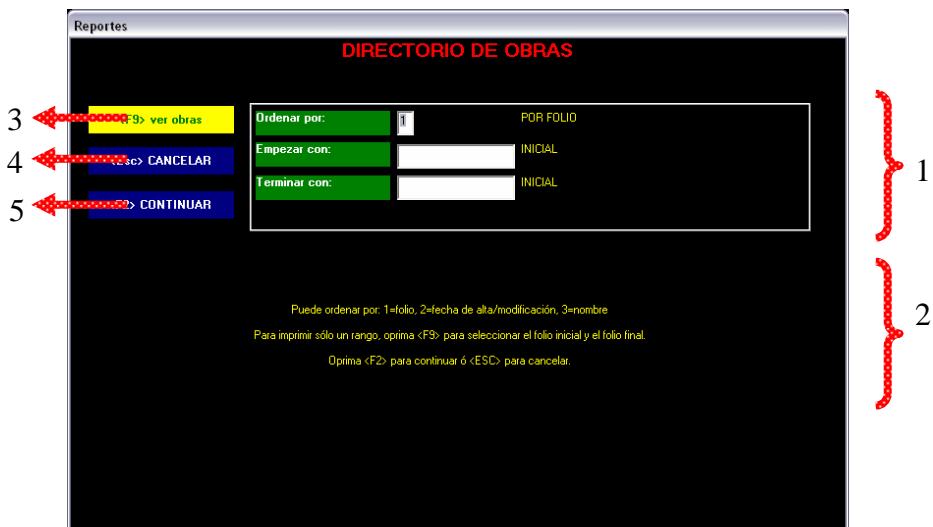 Reportes
DIRECTORIO DE OBRAS
3
<F9> ver obras
4
<Esc> CANCELAR
5
<F2> CONTINUAR
Ordenar por: 1 POR FOLIO
Empezar con: INICIAL
Terminar con: INICIAL
1
2
Puede ordenar por: 1=folio, 2=fecha de alta/modificación, 3=nombre
Para imprimir sólo un rango, oprima <F9> para seleccionar el folio inicial y el folio final.
Oprima <F2> para continuar ó <ESC> para cancelar.